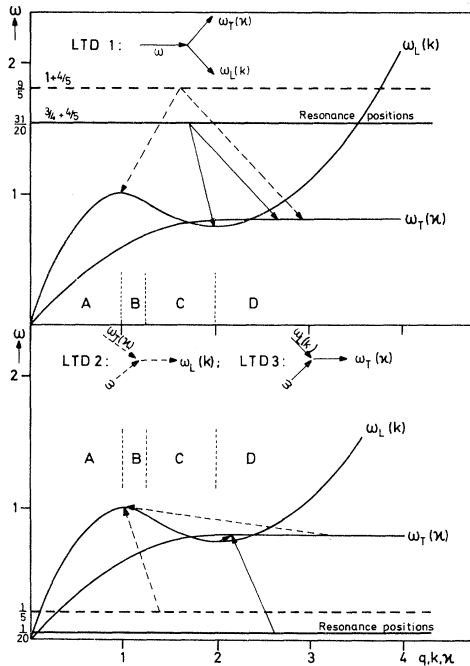 ω
LTD 1: ω ω_T(ϰ)
ω_L(k)
2
ω_L(k)
9/5 1+4/5
31/20 3/4+4/5 Resonance positions
1
ω_T(ϰ)
A B C D
ω
LTD 2: ω_T(ϰ) ω ω_L(k); LTD 3: ω_L(k) ω ω_T(ϰ)
2
A B C D
ω_L(k)
1
ω_T(ϰ)
1/5
1/20 Resonance positions
1 2 3 4 q,k,ϰ